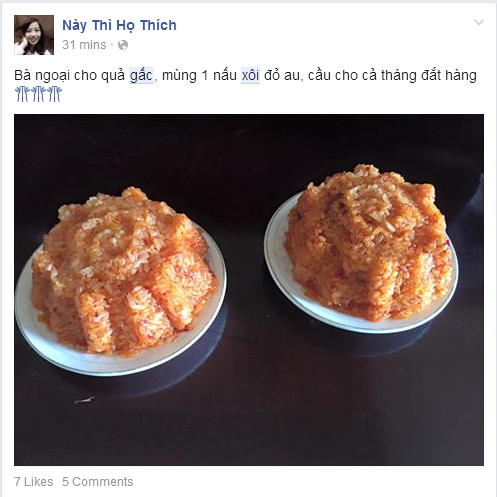 Này Thì Họ Thích
31 mins ·
Bà ngoại cho quả gấc, mùng 1 nấu xôi đỏ au, cầu cho cả tháng đắt hàng
7 Likes 5 Comments